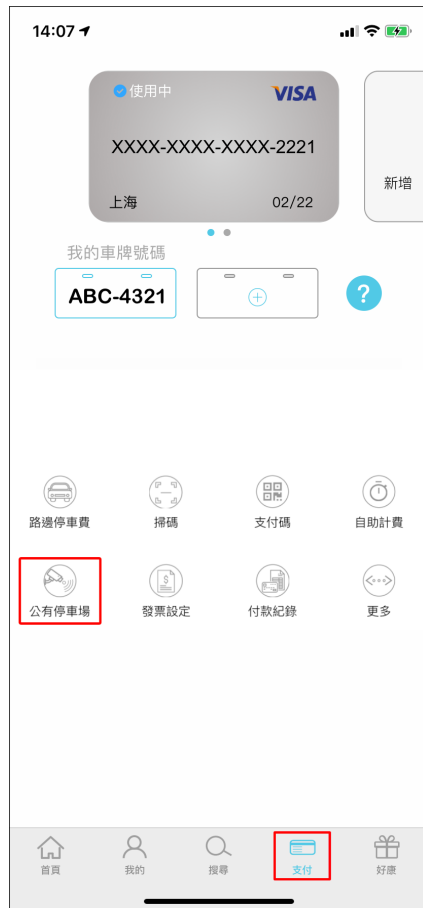 14:07
使用中
VISA
XXXX-XXXX-XXXX-2221
上海 02/22
新增
我的車牌號碼
ABC-4321
?
路邊停車費 掃碼 支付碼 自助計費
公有停車場 發票設定 付款紀錄 更多
首頁 我的 搜尋 支付 好康